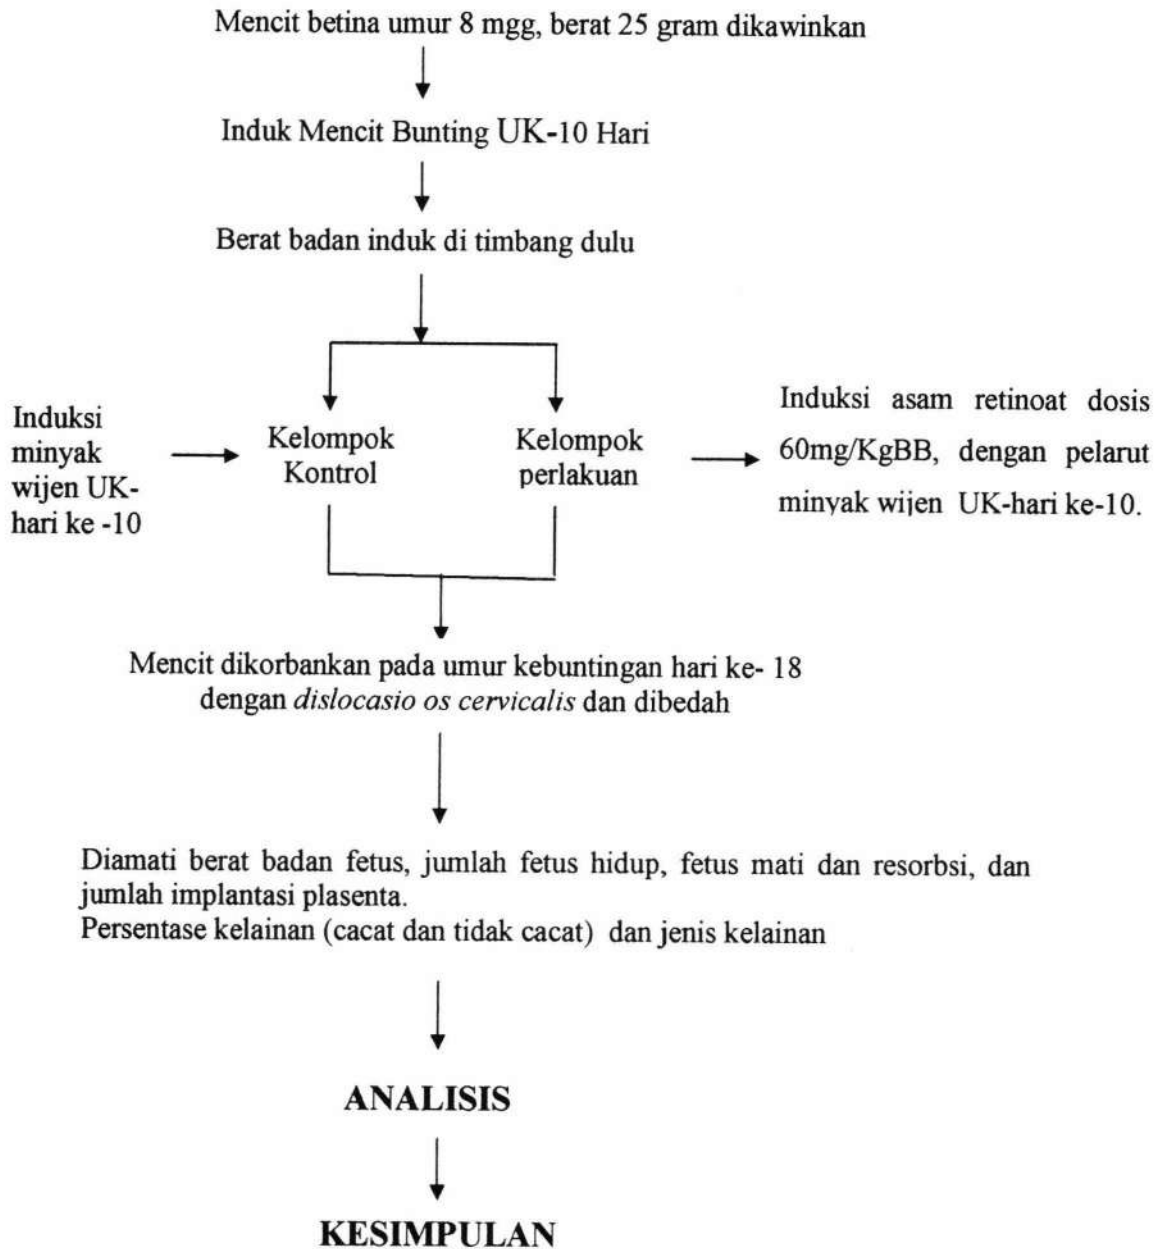 Mencit betina umur 8 mgg, berat 25 gram dikawinkan
Induk Mencit Bunting UK-10 Hari
Berat badan induk di timbang dulu
Induksi
minyak
wijen UK-
hari ke -10
Kelompok
Kontrol
Kelompok
perlakuan
Induksi asam retinoat dosis
60mg/KgBB, dengan pelarut
minyak wijen UK-hari ke-10.
Mencit dikorbankan pada umur kebuntingan hari ke- 18
dengan dislocasio os cervicalis dan dibedah
Diamati berat badan fetus, jumlah fetus hidup, fetus mati dan resorbsi, dan
jumlah implantasi plasenta.
Persentase kelainan (cacat dan tidak cacat) dan jenis kelainan
ANALISIS
KESIMPULAN